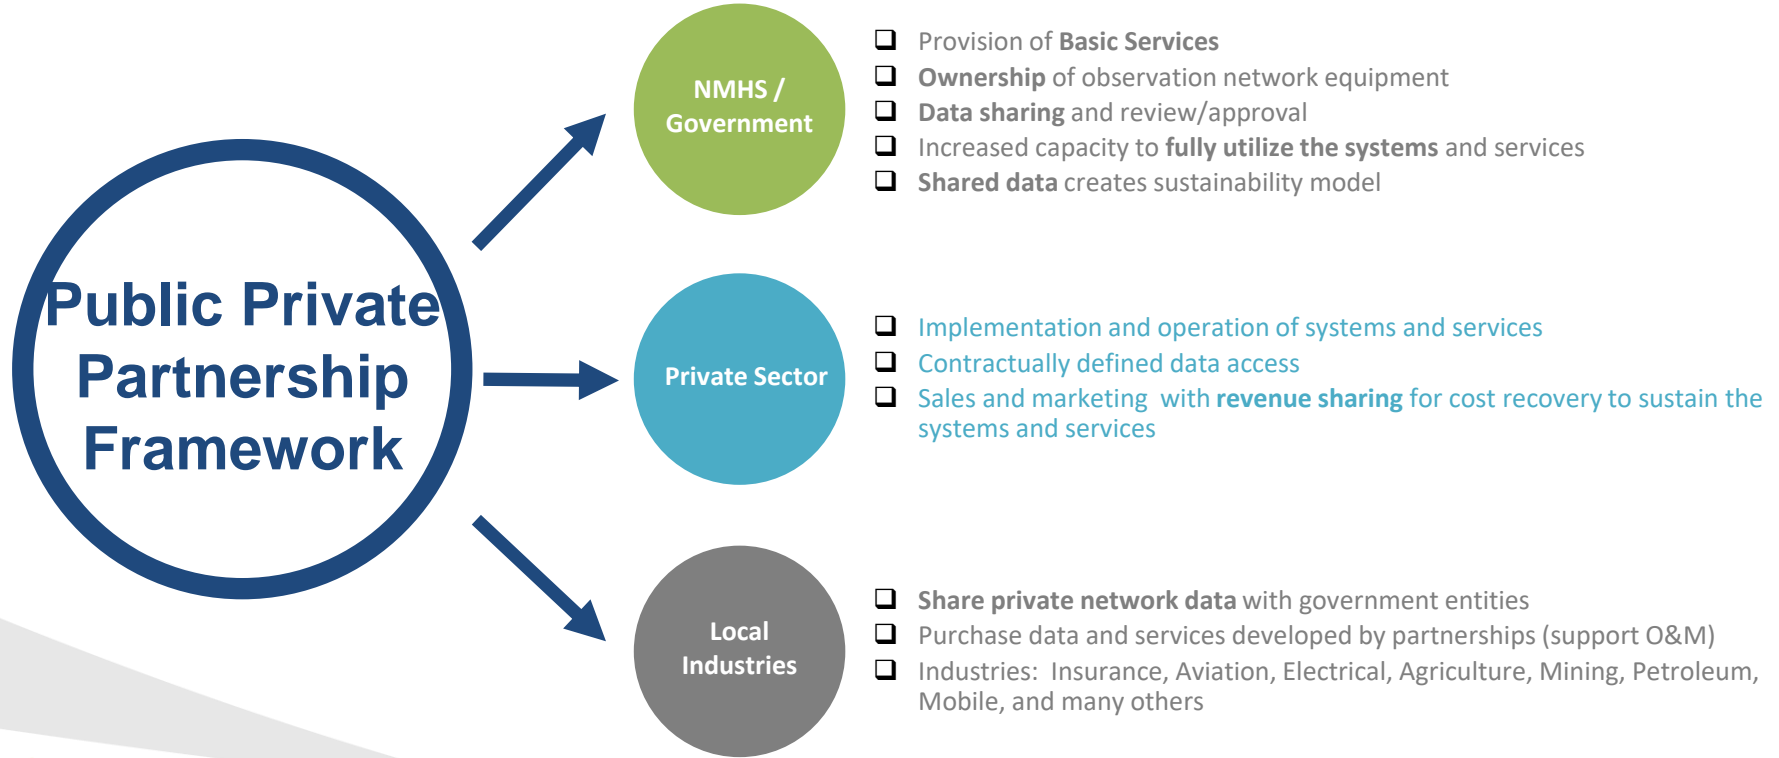 Public Private
Partnership
Framework
NMHS /
Government
Provision of Basic Services
Ownership of observation network equipment
Data sharing and review/approval
Increased capacity to fully utilize the systems and services
Shared data creates sustainability model
Private Sector
Implementation and operation of systems and services
Contractually defined data access
Sales and marketing with revenue sharing for cost recovery to sustain the
systems and services
Local
Industries
Share private network data with government entities
Purchase data and services developed by partnerships (support O&M)
Industries: Insurance, Aviation, Electrical, Agriculture, Mining, Petroleum,
Mobile, and many others